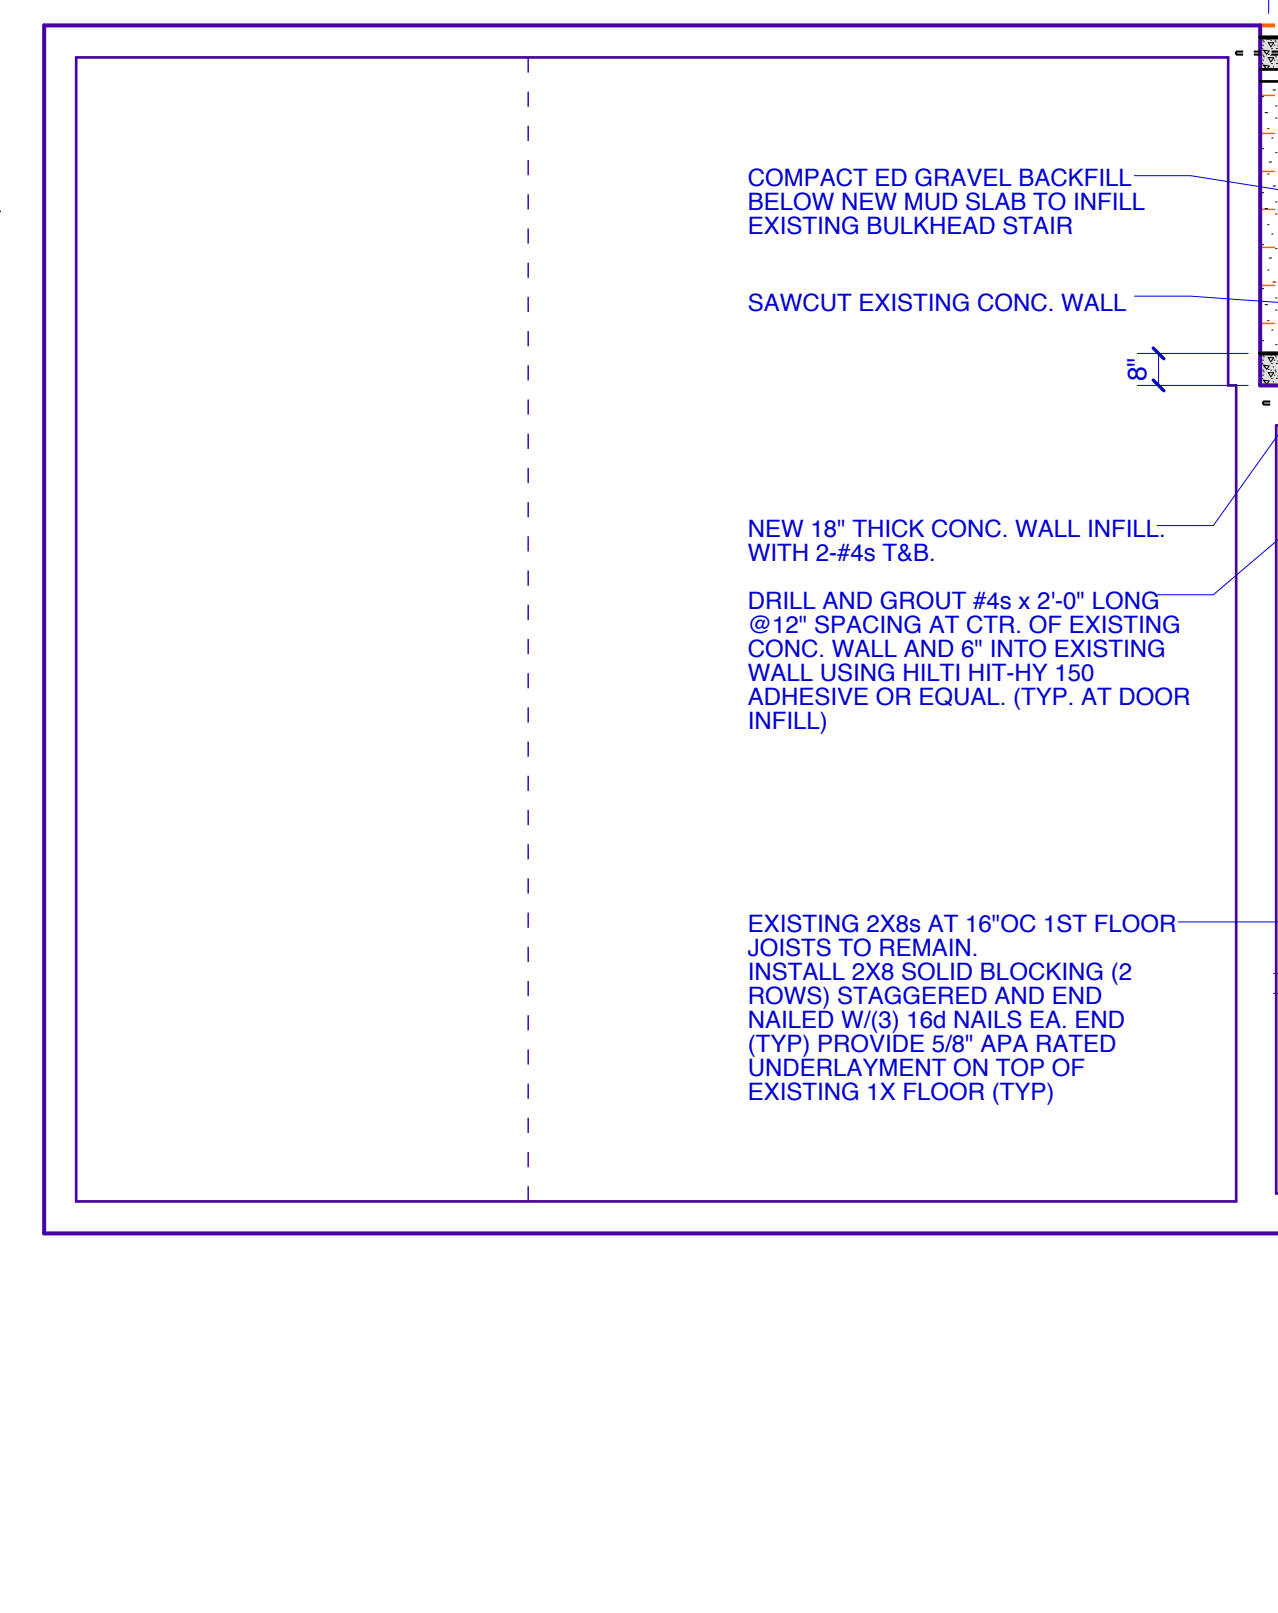 COMPACT ED GRAVEL BACKFILL
BELOW NEW MUD SLAB TO INFILL
EXISTING BULKHEAD STAIR
SAWCUT EXISTING CONC. WALL
8"
NEW 18" THICK CONC. WALL INFILL.
WITH 2-#4s T&B.
DRILL AND GROUT #4s x 2'-0" LONG
@12" SPACING AT CTR. OF EXISTING
CONC. WALL AND 6" INTO EXISTING
WALL USING HILTI HIT-HY 150
ADHESIVE OR EQUAL. (TYP. AT DOOR
INFILL)
EXISTING 2X8s AT 16"OC 1ST FLOOR
JOISTS TO REMAIN.
INSTALL 2X8 SOLID BLOCKING (2
ROWS) STAGGERED AND END
NAILED W/(3) 16d NAILS EA. END
(TYP) PROVIDE 5/8" APA RATED
UNDERLAYMENT ON TOP OF
EXISTING 1X FLOOR (TYP)